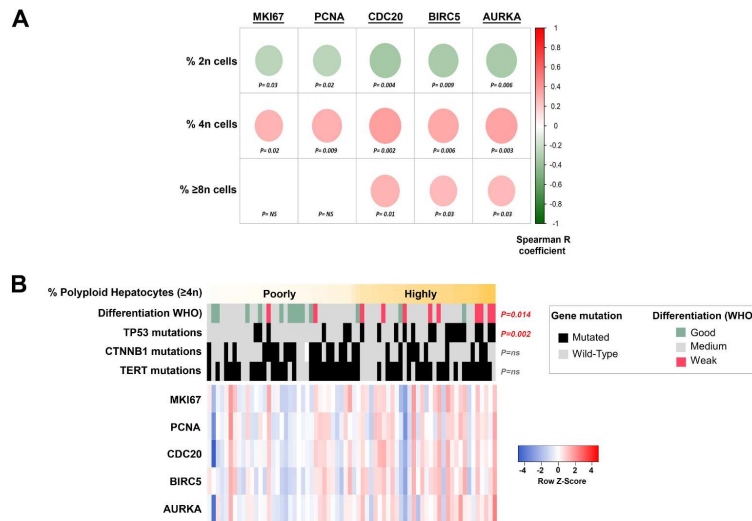 A
MKI67 PCNA CDC20 BIRC5 AURKA
% 2n cells
P= 0.03 P= 0.02 P= 0.004 P= 0.009 P= 0.006
% 4n cells
P= 0.02 P= 0.009 P= 0.002 P= 0.006 P= 0.003
% ≥8n cells
P= NS P= NS P= 0.01 P= 0.03 P= 0.03
1
0.8
0.6
0.4
0.2
0
-0.2
-0.4
-0.6
-0.8
-1
Spearman R
coefficient
B
% Polyploid Hepatocytes (≥4n) Poorly Highly
Differentiation WHO) P=0.014
TP53 mutations P=0.002
CTNNB1 mutations P=ns
TERT mutations P=ns
MKI67
PCNA
CDC20
BIRC5
AURKA
Gene mutation
Mutated
Wild-Type
Differentiation (WHO
Good
Medium
Weak
-4 -2 0 2 4
Row Z-Score